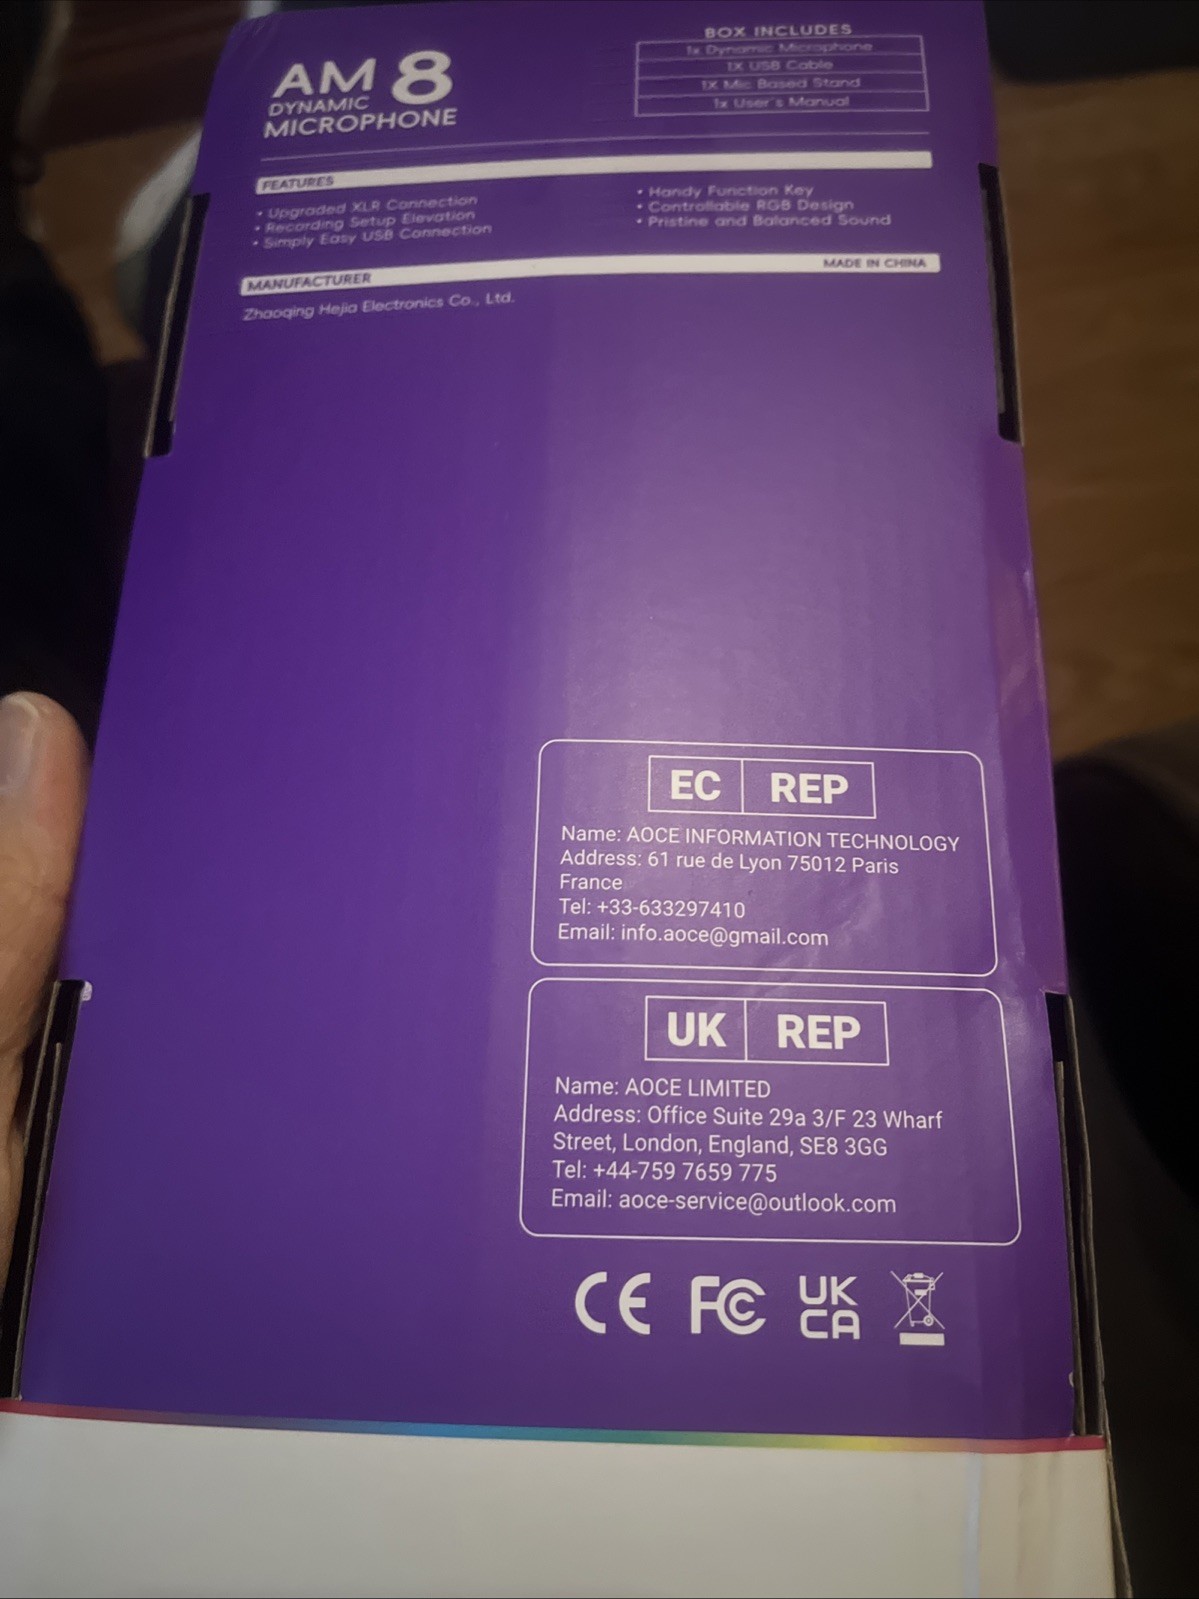 AM 8
DYNAMIC
MICROPHONE
BOX INCLUDES
1x Dynamic Microphone
1X USB Cable
1X Mic Based Stand
1x User's Manual
FEATURES
• Upgraded XLR Connection
• Recording Setup Elevation
• Simply Easy USB Connection
• Handy Function Key
• Controllable RGB Design
• Pristine and Balanced Sound
MANUFACTURER
MADE IN CHINA
Zhaoqing Hejia Electronics Co., Ltd.
EC REP
Name: AOCE INFORMATION TECHNOLOGY
Address: 61 rue de Lyon 75012 Paris
France
Tel: +33-633297410
Email: info.aoce@gmail.com
UK REP
Name: AOCE LIMITED
Address: Office Suite 29a 3/F 23 Wharf
Street, London, England, SE8 3GG
Tel: +44-759 7659 775
Email: aoce-service@outlook.com
CE FC UK
CA